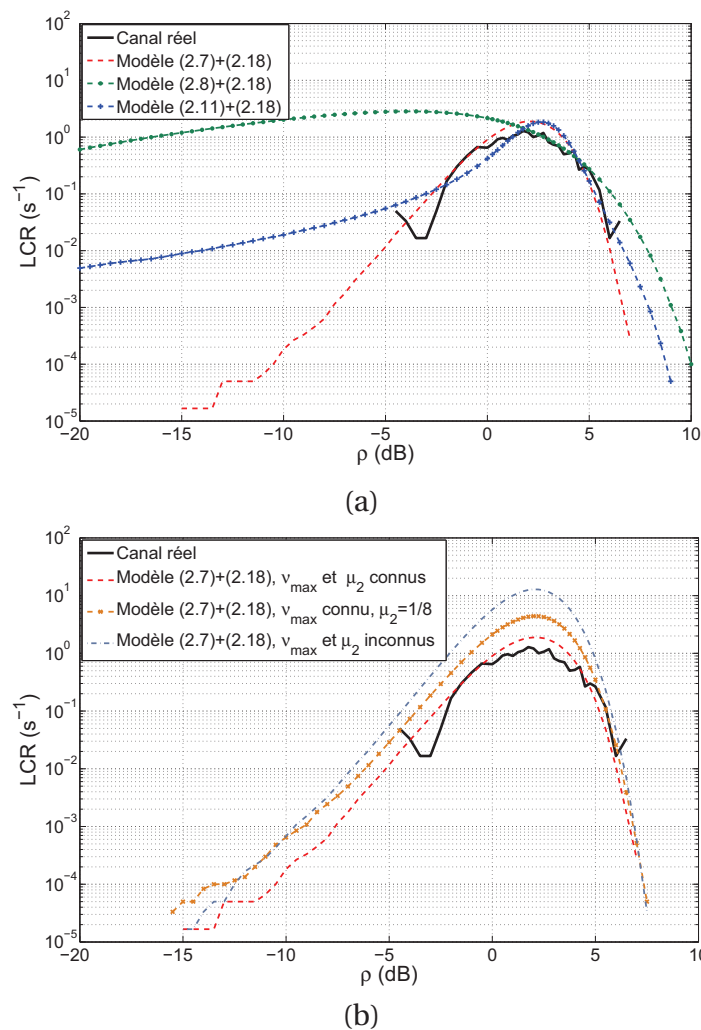 10^2
10^1
10^0
10^-1
10^-2
10^-3
10^-4
10^-5
LCR (s^-1)
Canal réel
Modèle (2.7)+(2.18)
Modèle (2.8)+(2.18)
Modèle (2.11)+(2.18)
−20 −15 −10 −5 0 5 10
ρ (dB)
(a)
10^2
10^1
10^0
10^-1
10^-2
10^-3
10^-4
10^-5
LCR (s^-1)
Canal réel
Modèle (2.7)+(2.18), ν_max et μ_2 connus
Modèle (2.7)+(2.18), ν_max connu, μ_2=1/8
Modèle (2.7)+(2.18), ν_max et μ_2 inconnus
−20 −15 −10 −5 0 5 10
ρ (dB)
(b)